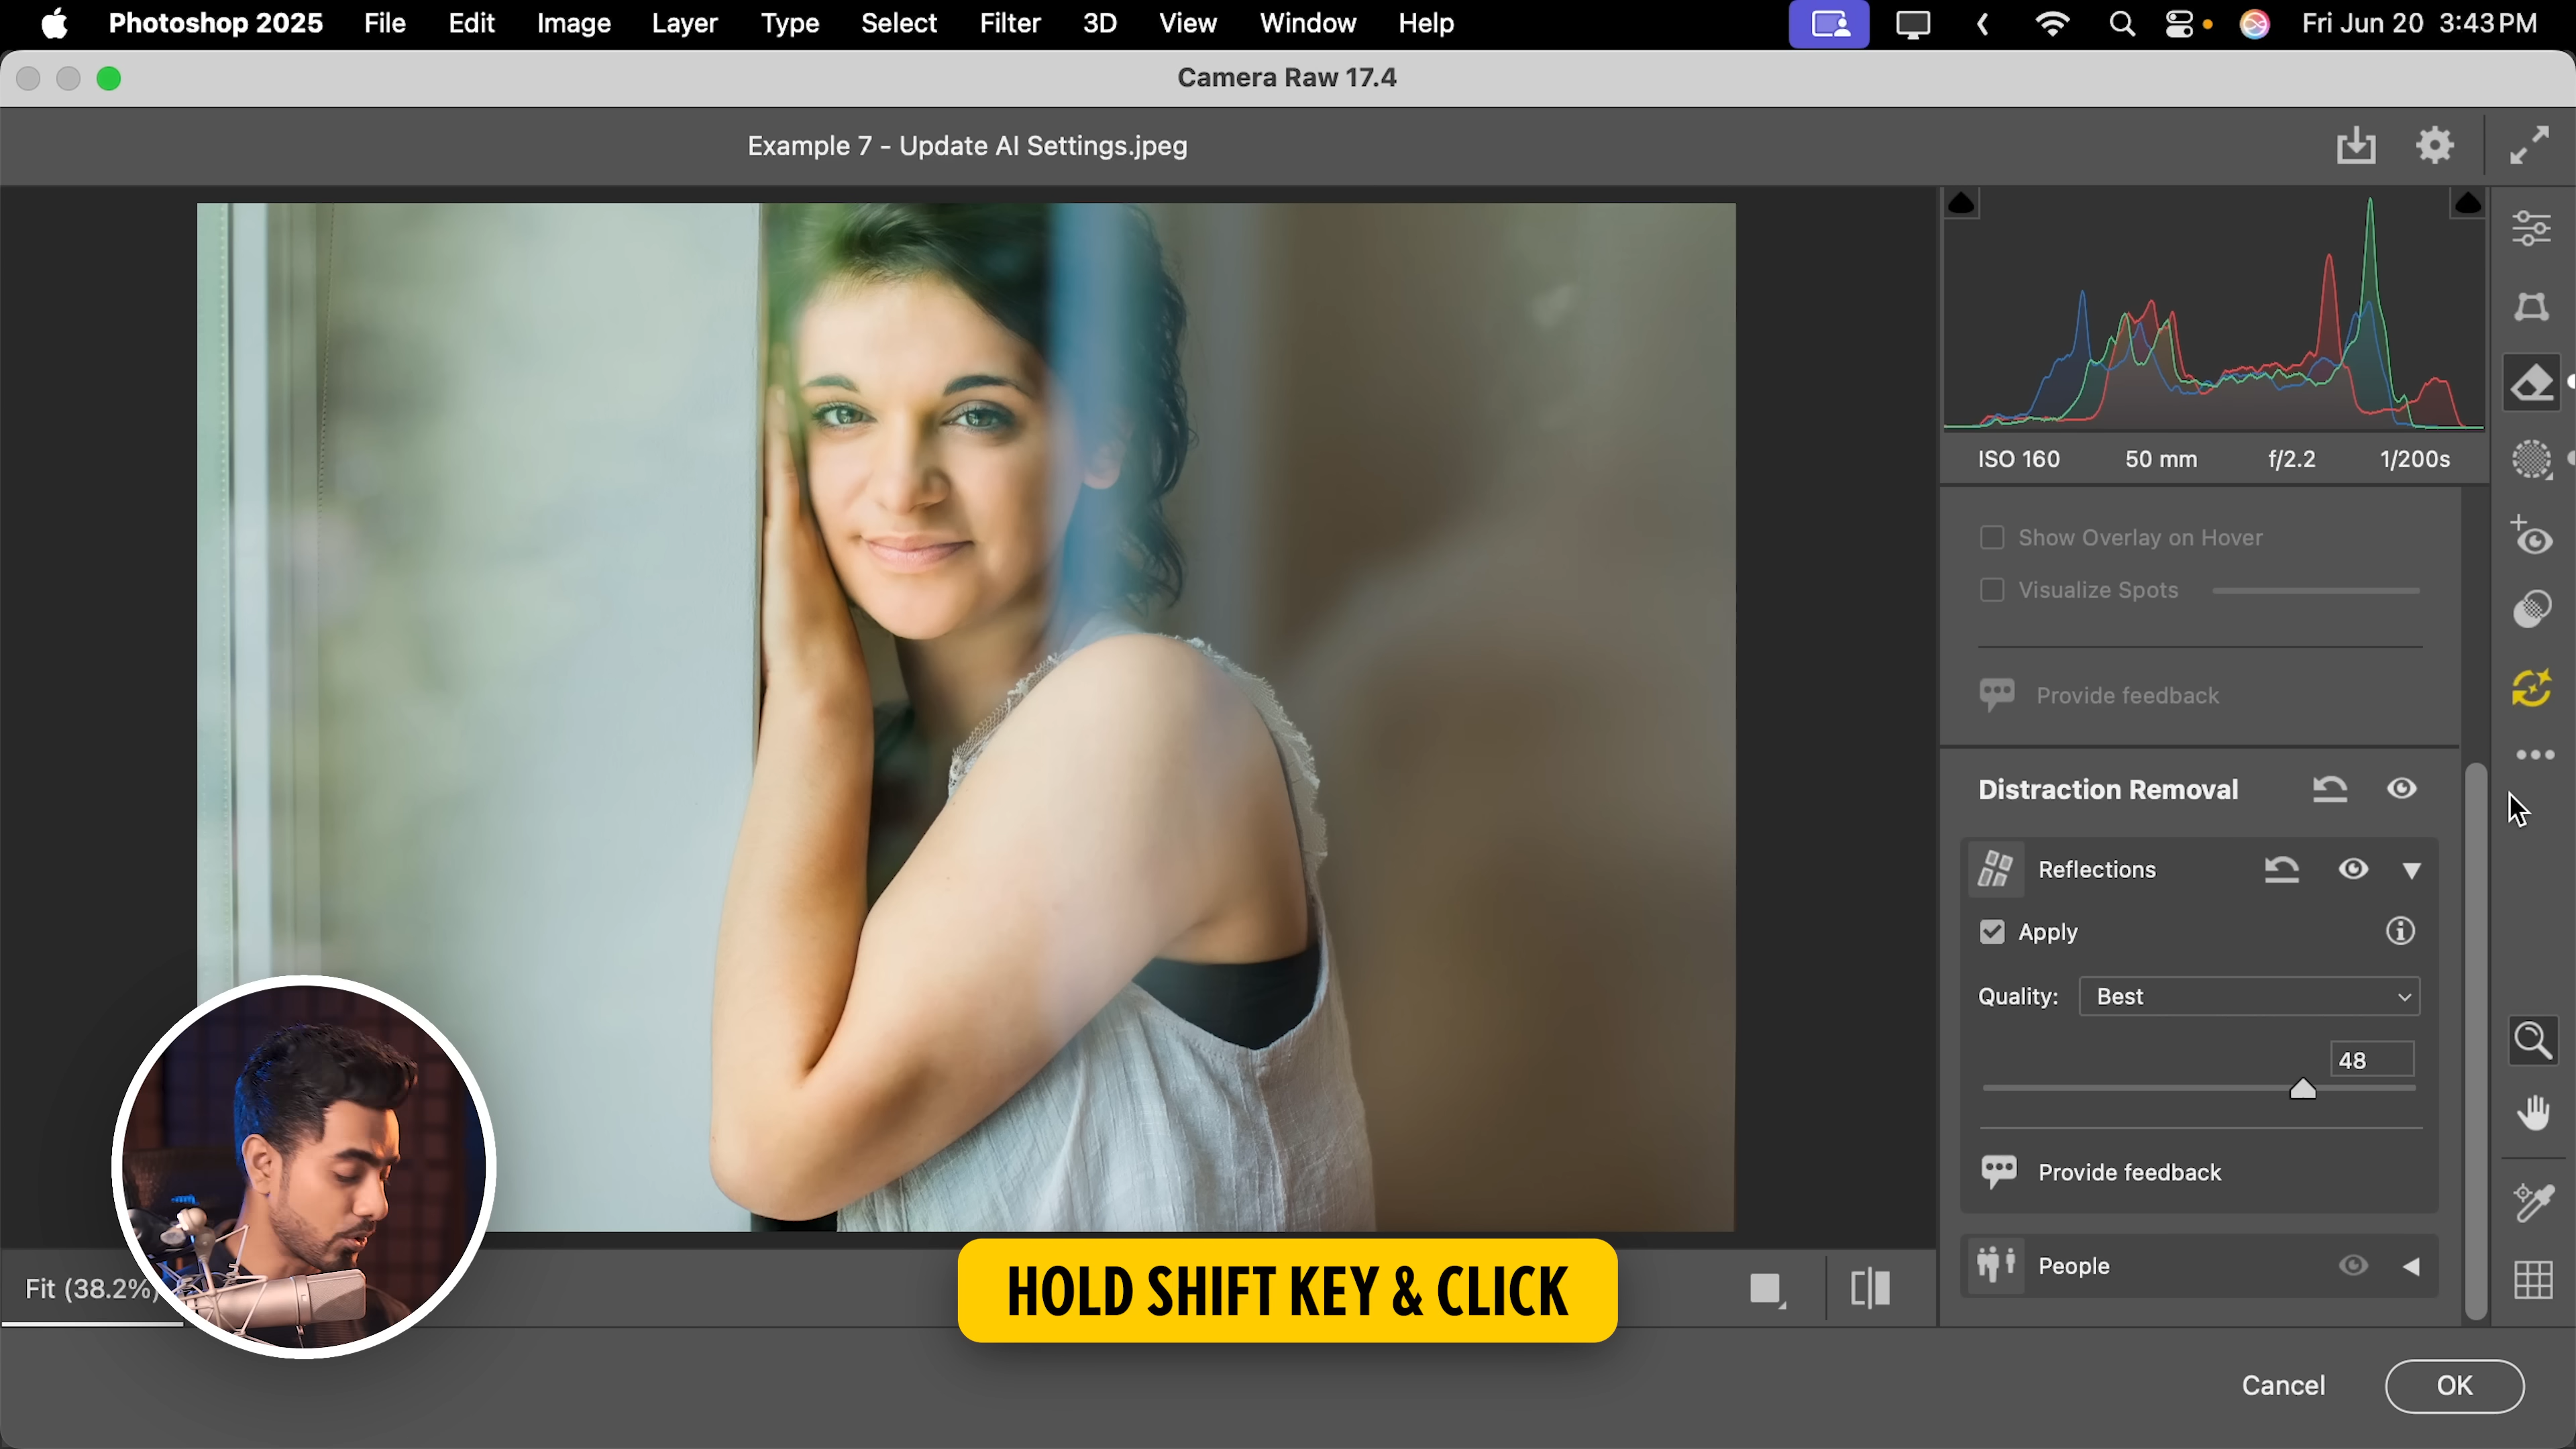 Photoshop 2025 File Edit Image Layer Type Select Filter 3D View Window Help Fri Jun 20 3:43 PM
Camera Raw 17.4
Example 7 - Update AI Settings.jpeg
ISO 160 50 mm f/2.2 1/200s
Show Overlay on Hover
Visualize Spots
Provide feedback
Distraction Removal
Reflections
Apply
Quality: Best
48
Provide feedback
People
Fit (38.2%)
HOLD SHIFT KEY & CLICK
Cancel OK